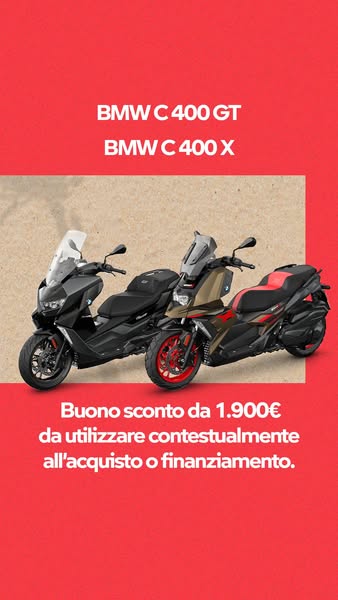 BMW C 400 GT
BMW C 400 X
Buono sconto da 1.900€
da utilizzare contestualmente
all'acquisto o finanziamento.